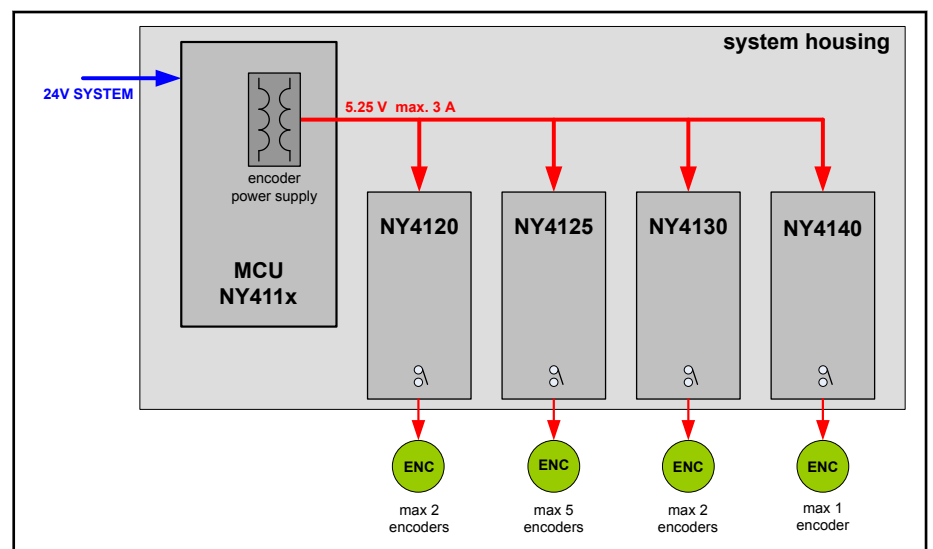 system housing
24V SYSTEM
5.25 V max. 3 A
encoder
power supply
MCU
NY411x
NY4120
NY4125
NY4130
NY4140
ENC
ENC
ENC
ENC
max 2
encoders
max 5
encoders
max 2
encoders
max 1
encoder